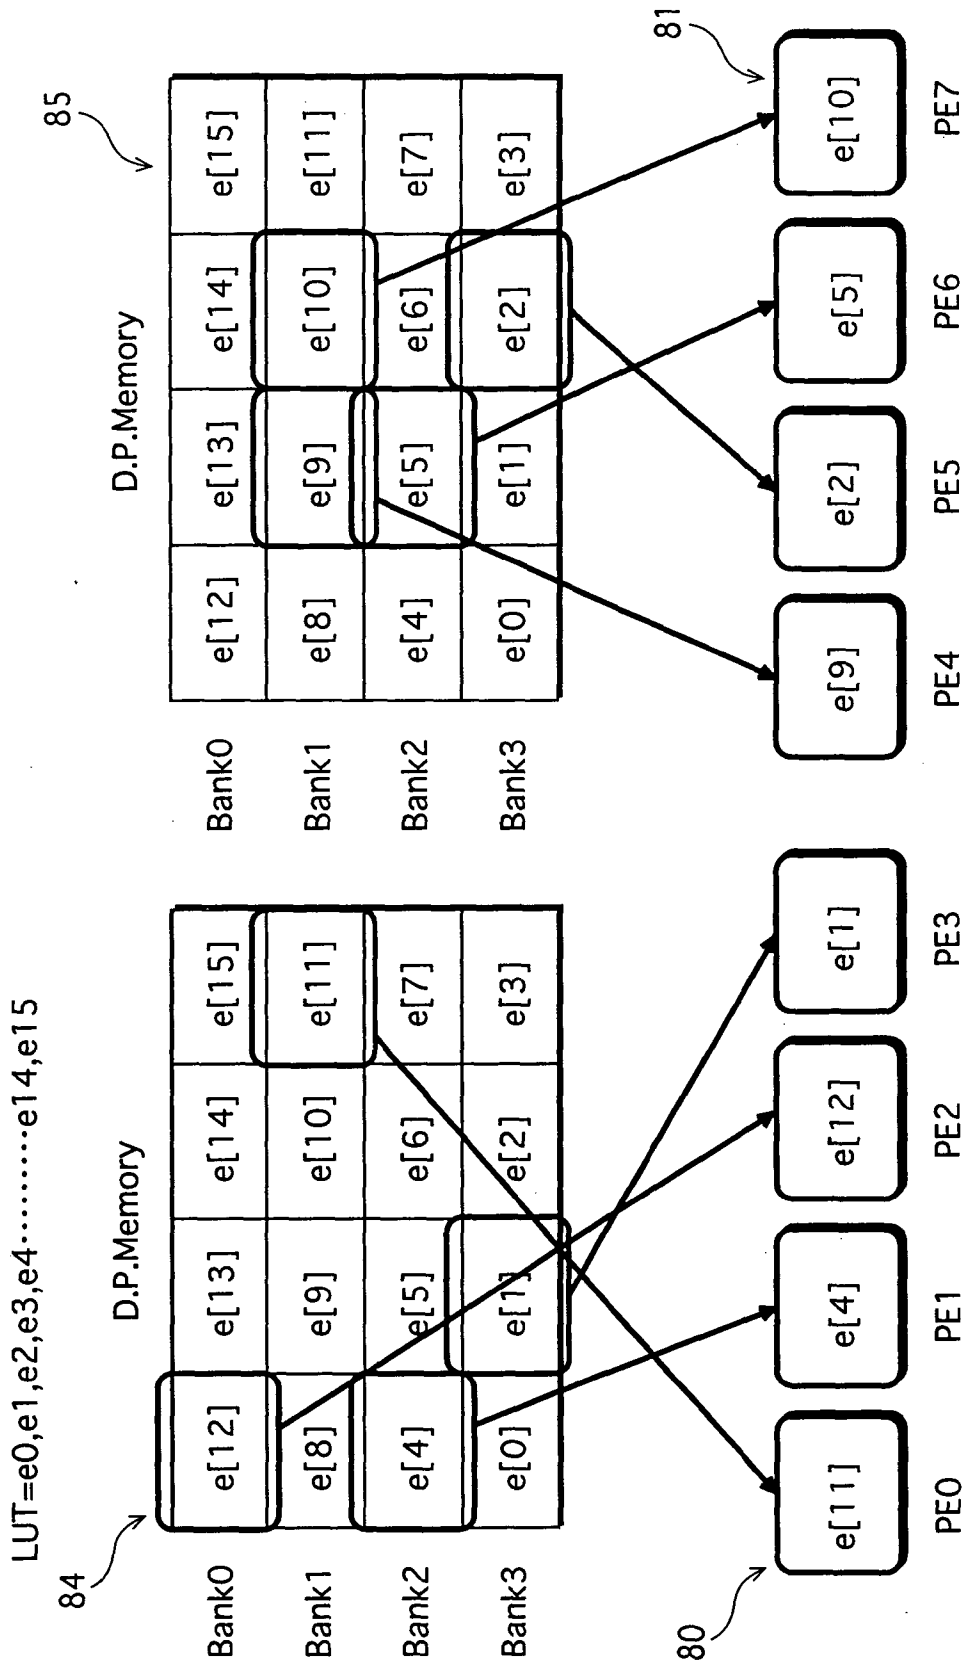 LUT=e0,e1,e2,e3,e4··········e14,e15
84
D.P.Memory
Bank0 e[12] e[13] e[14] e[15]
Bank1 e[8] e[9] e[10] e[11]
Bank2 e[4] e[5] e[6] e[7]
Bank3 e[0] e[1] e[2] e[3]
80
e[11] e[4] e[12] e[1]
PE0 PE1 PE2 PE3
85
D.P.Memory
Bank0 e[12] e[13] e[14] e[15]
Bank1 e[8] e[9] e[10] e[11]
Bank2 e[4] e[5] e[6] e[7]
Bank3 e[0] e[1] e[2] e[3]
81
e[9] e[2] e[5] e[10]
PE4 PE5 PE6 PE7